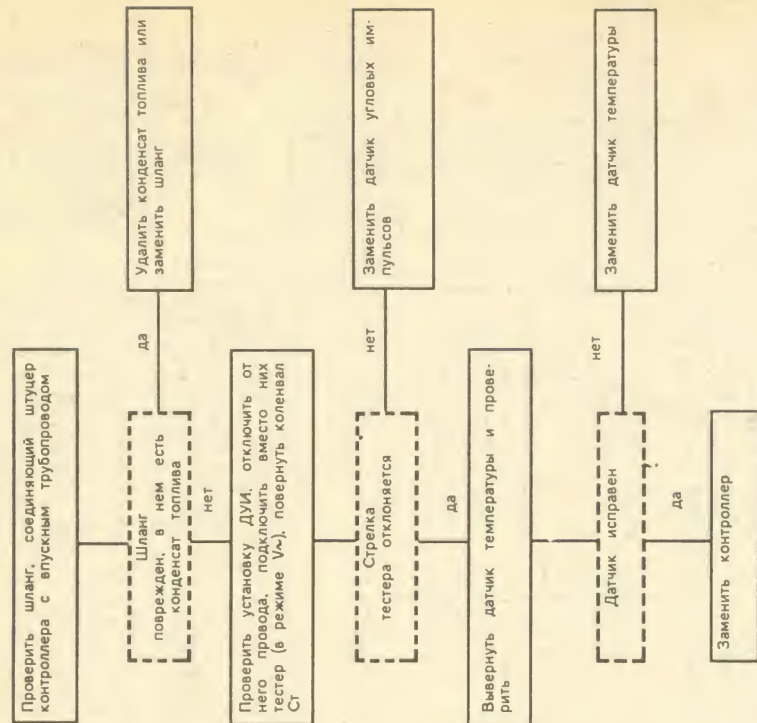 Проверить шланг, соединяющий штуцер
контроллера с впускным трубопроводом
Шланг
поврежден, в нем есть
конденсат топлива
да
Удалить конденсат топлива или
заменить шланг
нет
Проверить установку ДУИ, отключить от
него провода, подключить вместо них
тестер (в режиме V~), повернуть коленвал
Ст
Стрелка
тестера отклоняется
нет
Заменить датчик угловых им-
пульсов
да
Вывернуть датчик температуры и прове-
рить
Датчик исправен
нет
Заменить датчик температуры
да
Заменить контроллер